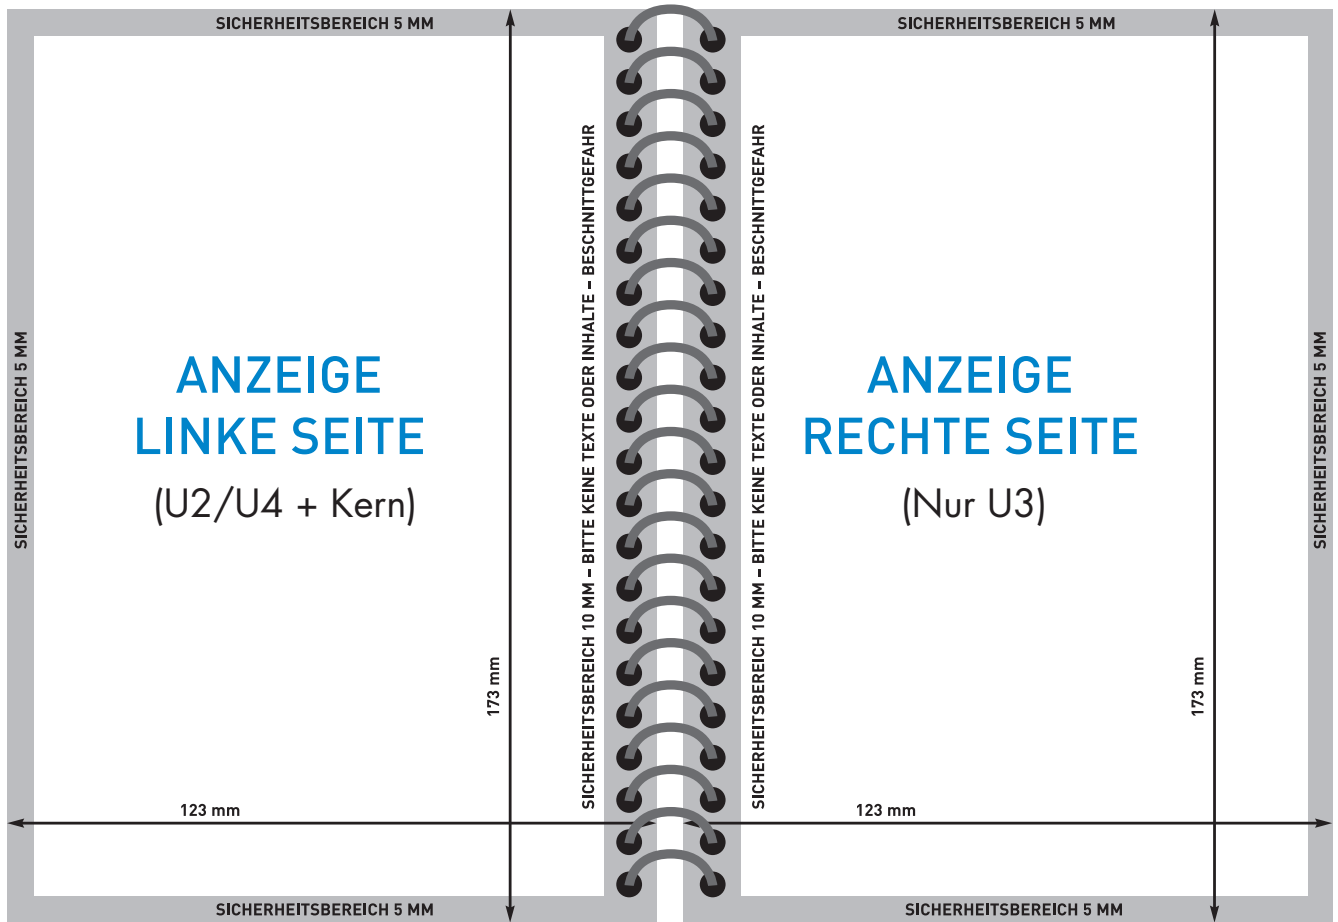 SICHERHEITSBEREICH 5 MM
SICHERHEITSBEREICH 5 MM
ANZEIGE
LINKE SEITE
(U2/U4 + Kern)
SICHERHEITSBEREICH 5 MM
173 mm
123 mm
SICHERHEITSBEREICH 10 MM – BITTE KEINE TEXTE ODER INHALTE – BESCHNITTGEFAHR
SICHERHEITSBEREICH 5 MM
SICHERHEITSBEREICH 5 MM
SICHERHEITSBEREICH 10 MM – BITTE KEINE TEXTE ODER INHALTE – BESCHNITTGEFAHR
ANZEIGE
RECHTE SEITE
(Nur U3)
173 mm
123 mm
SICHERHEITSBEREICH 5 MM